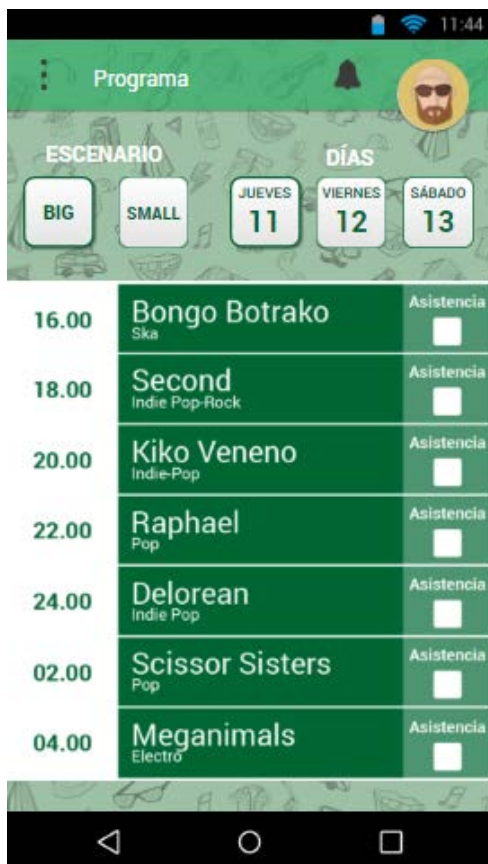 11:44
Programa
ESCENARIO
DÍAS
BIG
SMALL
JUEVES
11
VIERNES
12
SÁBADO
13
16.00
Bongo Botrako
Ska
Asistencia
18.00
Second
Indie Pop-Rock
Asistencia
20.00
Kiko Veneno
Indie-Pop
Asistencia
22.00
Raphael
Pop
Asistencia
24.00
Delorean
Indie Pop
Asistencia
02.00
Scissor Sisters
Pop
Asistencia
04.00
Meganimals
Electro
Asistencia